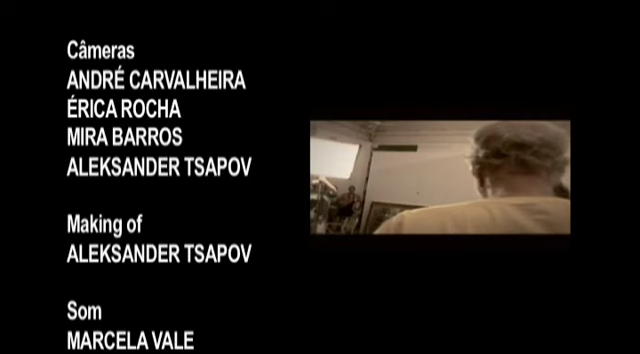 Câmeras
ANDRÉ CARVALHEIRA
ÉRICA ROCHA
MIRA BARROS
ALEKSANDER TSAPOV
Making of
ALEKSANDER TSAPOV
Som
MARCELA VALE